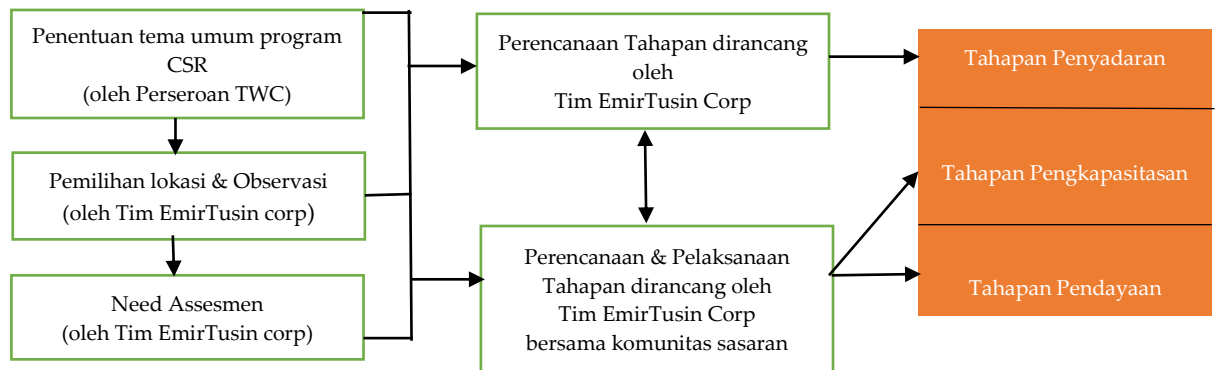 Penentuan tema umum program
CSR
(oleh Perseroan TWC)
Pemilihan lokasi & Observasi
(oleh Tim EmirTusin corp)
Need Assesmen
(oleh Tim EmirTusin corp)
Perencanaan Tahapan dirancang
oleh
Tim EmirTusin Corp
Perencanaan & Pelaksanaan
Tahapan dirancang oleh
Tim EmirTusin Corp
bersama komunitas sasaran
Tahapan Penyadaran
Tahapan Pengkapasitasan
Tahapan Pendayaan